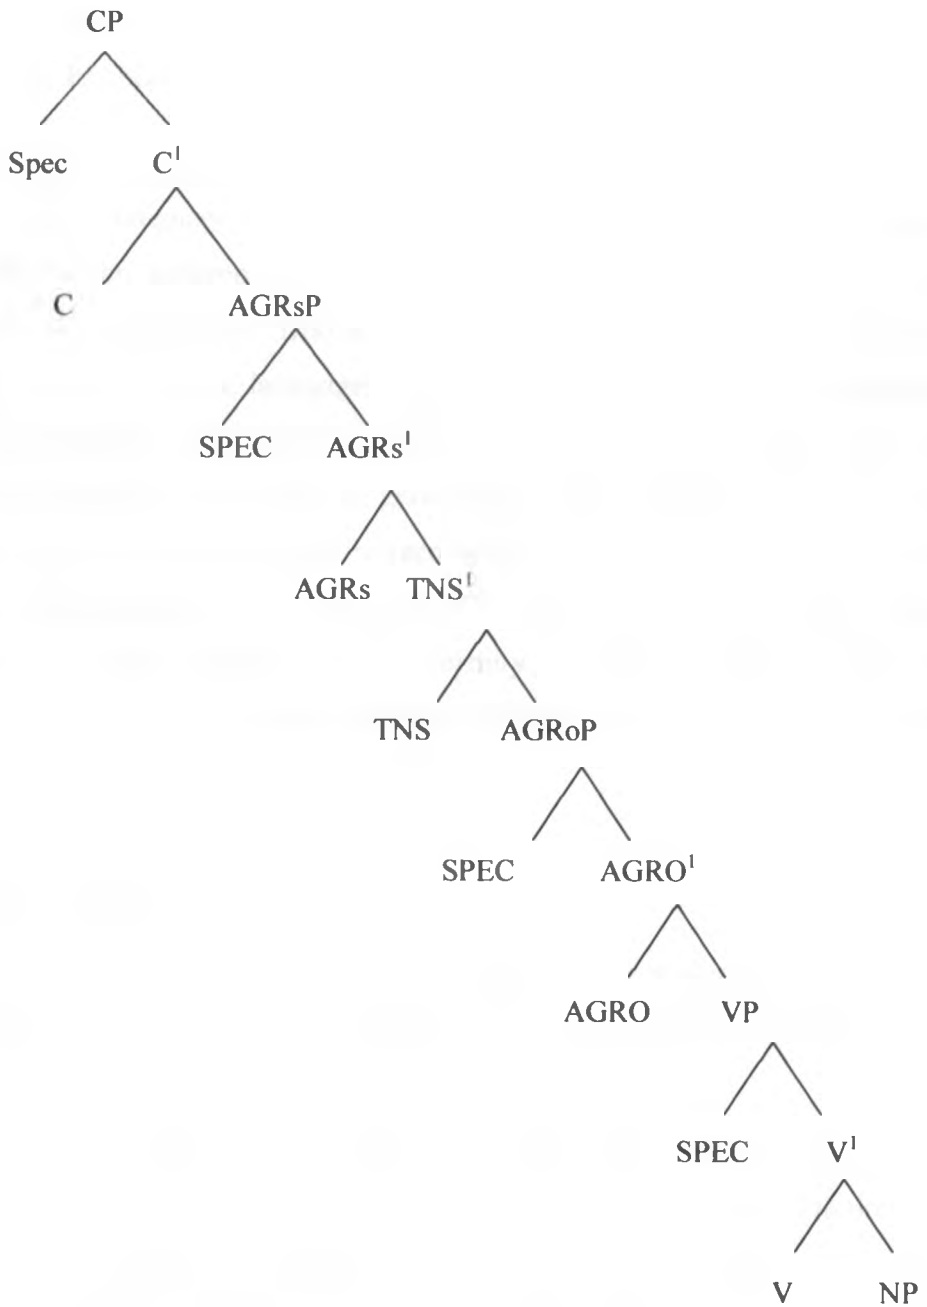 CP
Spec C¹
C AGRsP
SPEC AGRs¹
AGRs TNS¹
TNS AGRoP
SPEC AGRO¹
AGRO VP
SPEC V¹
V NP